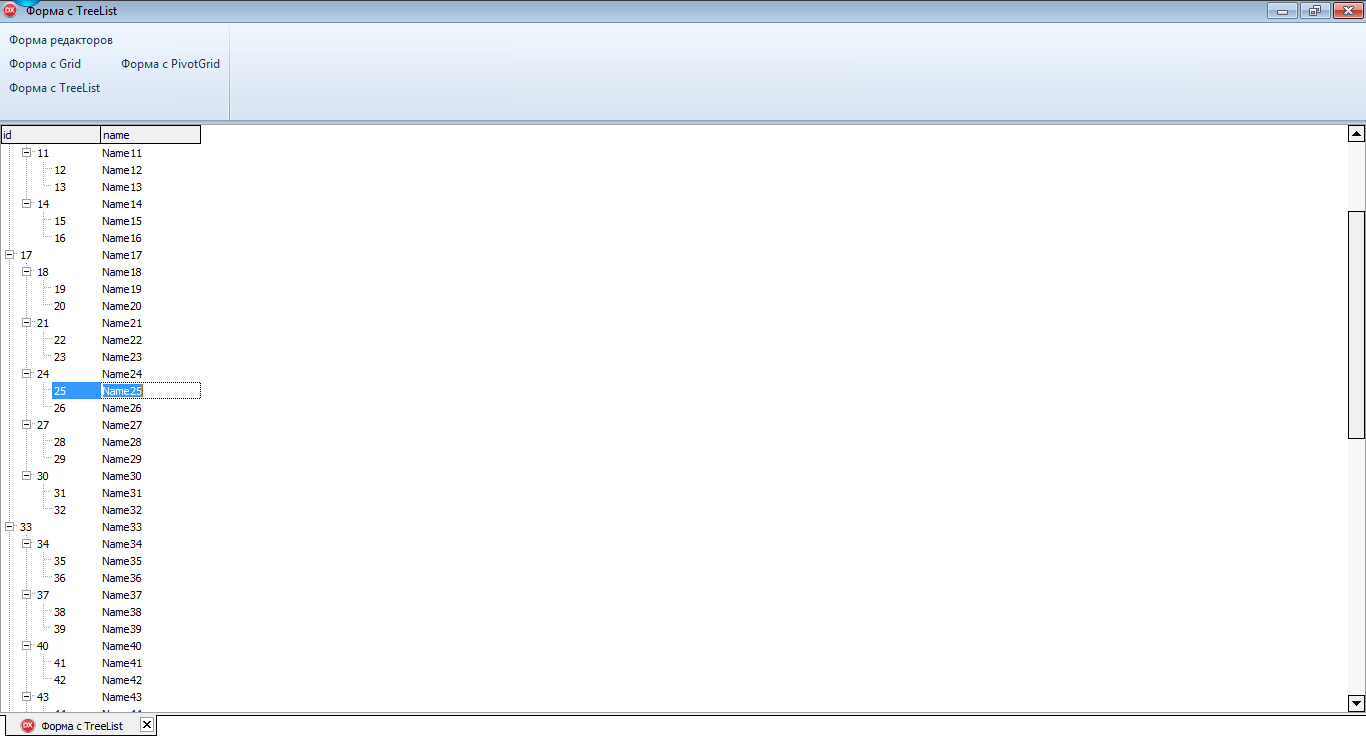 Форма с TreeList
Форма редакторов
Форма с Grid Форма с PivotGrid
Форма с TreeList
id name
11 Name11
12 Name12
13 Name13
14 Name14
15 Name15
16 Name16
17 Name17
18 Name18
19 Name19
20 Name20
21 Name21
22 Name22
23 Name23
24 Name24
25 Name25
26 Name26
27 Name27
28 Name28
29 Name29
30 Name30
31 Name31
32 Name32
33 Name33
34 Name34
35 Name35
36 Name36
37 Name37
38 Name38
39 Name39
40 Name40
41 Name41
42 Name42
43 Name43
DX Форма с TreeList